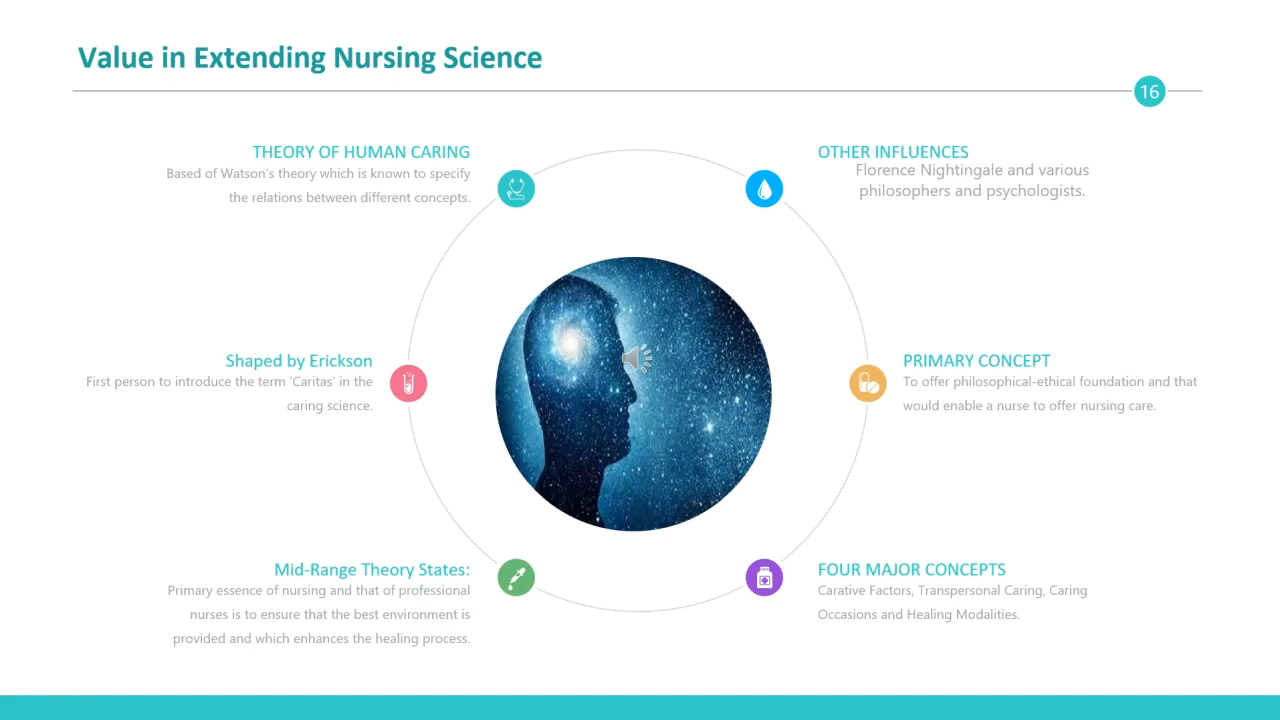 Value in Extending Nursing Science
16
THEORY OF HUMAN CARING
Based of Watson's theory which is known to specify
the relations between different concepts.
OTHER INFLUENCES
Florence Nightingale and various
philosophers and psychologists.
Shaped by Erickson
First person to introduce the term 'Caritas' in the
caring science.
PRIMARY CONCEPT
To offer philosophical-ethical foundation and that
would enable a nurse to offer nursing care.
Mid-Range Theory States:
Primary essence of nursing and that of professional
nurses is to ensure that the best environment is
provided and which enhances the healing process.
FOUR MAJOR CONCEPTS
Carative Factors, Transpersonal Caring, Caring
Occasions and Healing Modalities.